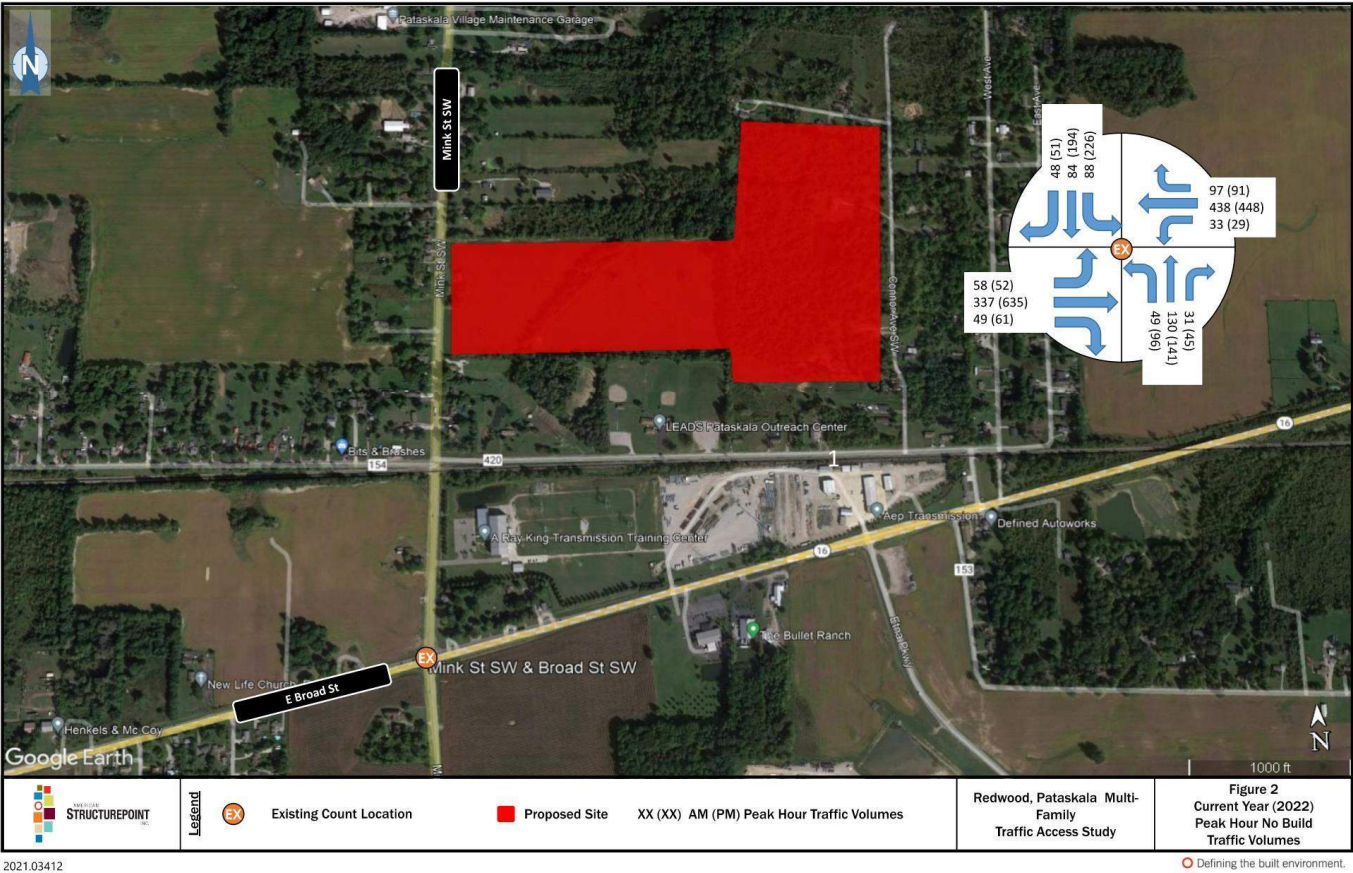 Pataskala Village Maintenance Garage
N
Mink St SW
West Ave
East Ave
48 (51)
84 (194)
88 (226)
97 (91)
438 (448)
33 (29)
EX
58 (52)
337 (635)
49 (61)
49 (96)
130 (141)
31 (45)
Mink St SW
Connor Ave SW
LEADS Pataskala Outreach Center
16
Bits & Brushes
154
420
1
A Ray King Transmission Training Center
Aep Transmission
Defined Autoworks
16
153
The Bullet Ranch
Etna Pkwy
EX
Mink St SW & Broad St SW
New Life Church
E Broad St
Henkels & Mc Coy
M
Google Earth
N
1000 ft
AMERICAN
STRUCTUREPOINT
INC.
Legend
EX
Existing Count Location
Proposed Site
XX (XX) AM (PM) Peak Hour Traffic Volumes
Redwood, Pataskala Multi-
Family
Traffic Access Study
Figure 2
Current Year (2022)
Peak Hour No Build
Traffic Volumes
2021.03412
Defining the built environment.